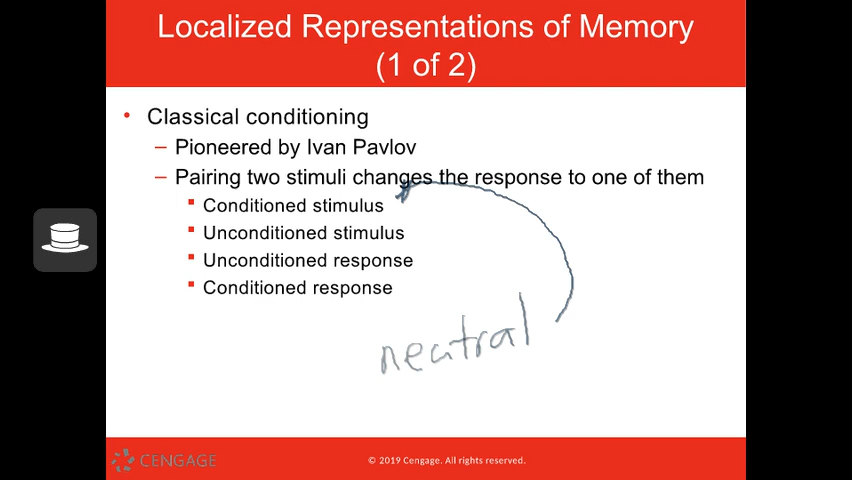 Localized Representations of Memory
(1 of 2)
• Classical conditioning
– Pioneered by Ivan Pavlov
– Pairing two stimuli changes the response to one of them
▪ Conditioned stimulus
▪ Unconditioned stimulus
▪ Unconditioned response
▪ Conditioned response
neutral
CENGAGE
© 2019 Cengage. All rights reserved.